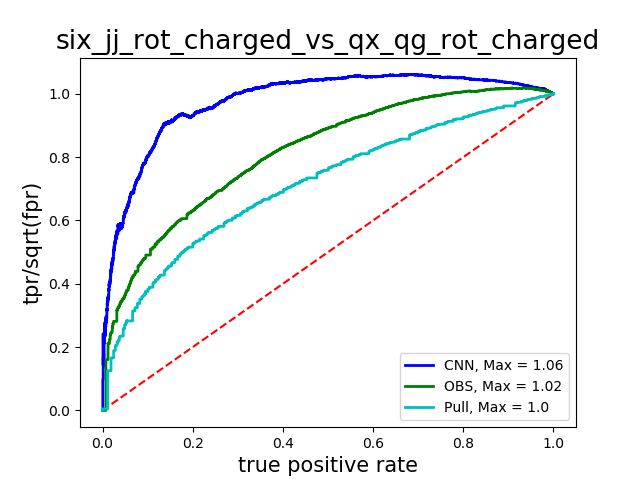 six_jj_rot_charged_vs_qx_qg_rot_charged
tpr/sqrt(fpr)
1.0
0.8
0.6
0.4
0.2
0.0
CNN, Max = 1.06
OBS, Max = 1.02
Pull, Max = 1.0
0.0 0.2 0.4 0.6 0.8 1.0
true positive rate